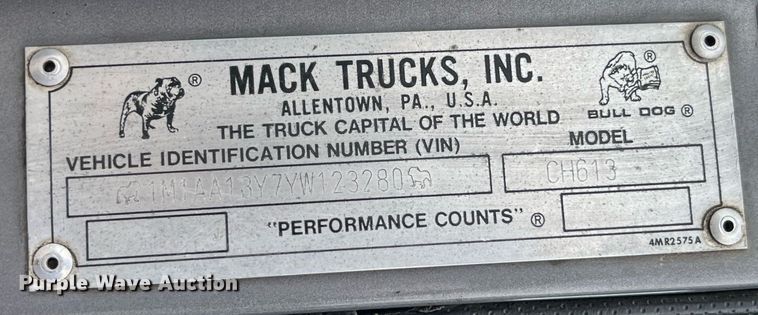 MACK TRUCKS, INC.
ALLENTOWN, PA., U.S.A.
THE TRUCK CAPITAL OF THE WORLD
®
BULL DOG ®
VEHICLE IDENTIFICATION NUMBER (VIN)
MODEL
1M1AA13Y7YW123280
CH613
"PERFORMANCE COUNTS" ®
4MR2575A
Purple Wave Auction